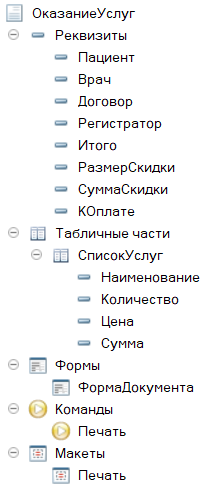 ОказаниеУслуг
Реквизиты
Пациент
Врач
Договор
Регистратор
Итого
РазмерСкидки
СуммаСкидки
КОплате
Табличные части
СписокУслуг
Наименование
Количество
Цена
Сумма
Формы
ФормаДокумента
Команды
Печать
Макеты
Печать